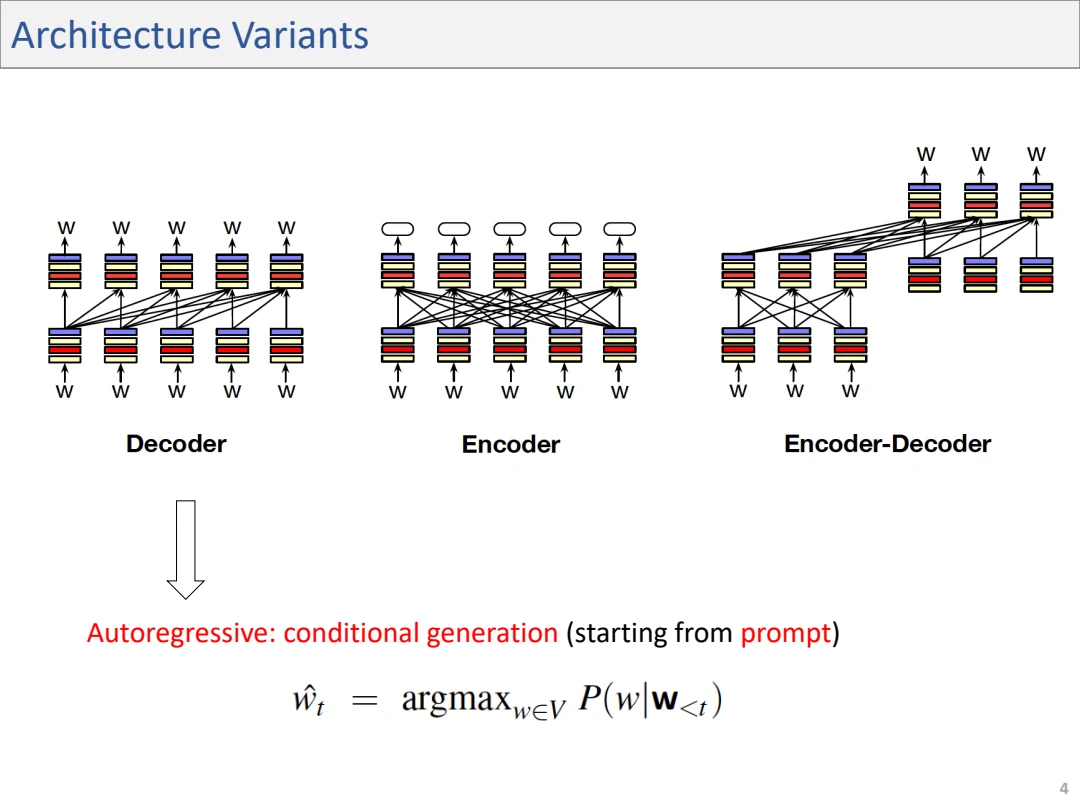 Architecture Variants
W W W
W W W W W
W W W W W
W W W W W
W W W
Decoder
Encoder
Encoder-Decoder
Autoregressive: conditional generation (starting from prompt)
ŵ_t = argmax_{w∈V} P(w|𝐰_{<t})
4